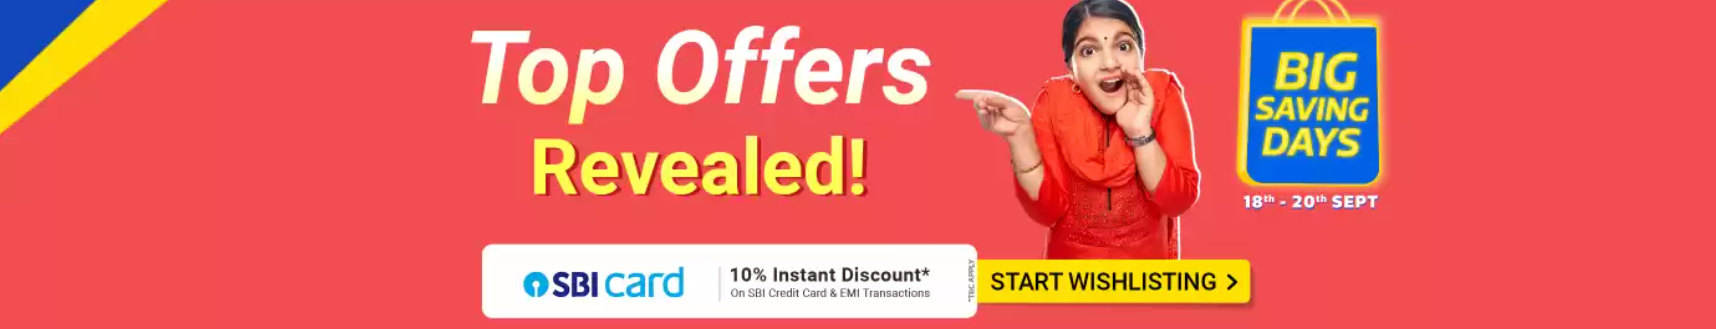 Top Offers
Revealed!
BIG
SAVING
DAYS
18th - 20th SEPT
SBI card
10% Instant Discount*
On SBI Credit Card & EMI Transactions
*T&C APPLY
START WISHLISTING >